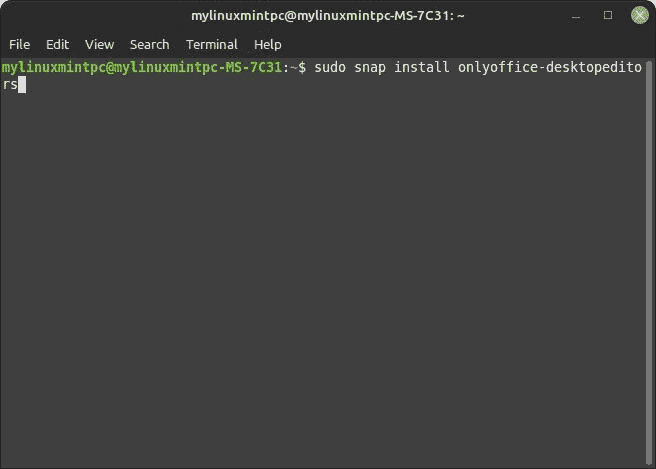 mylinuxmintpc@mylinuxmintpc-MS-7C31: ~
File Edit View Search Terminal Help
mylinuxmintpc@mylinuxmintpc-MS-7C31:~$ sudo snap install onlyoffice-desktopedito
rs